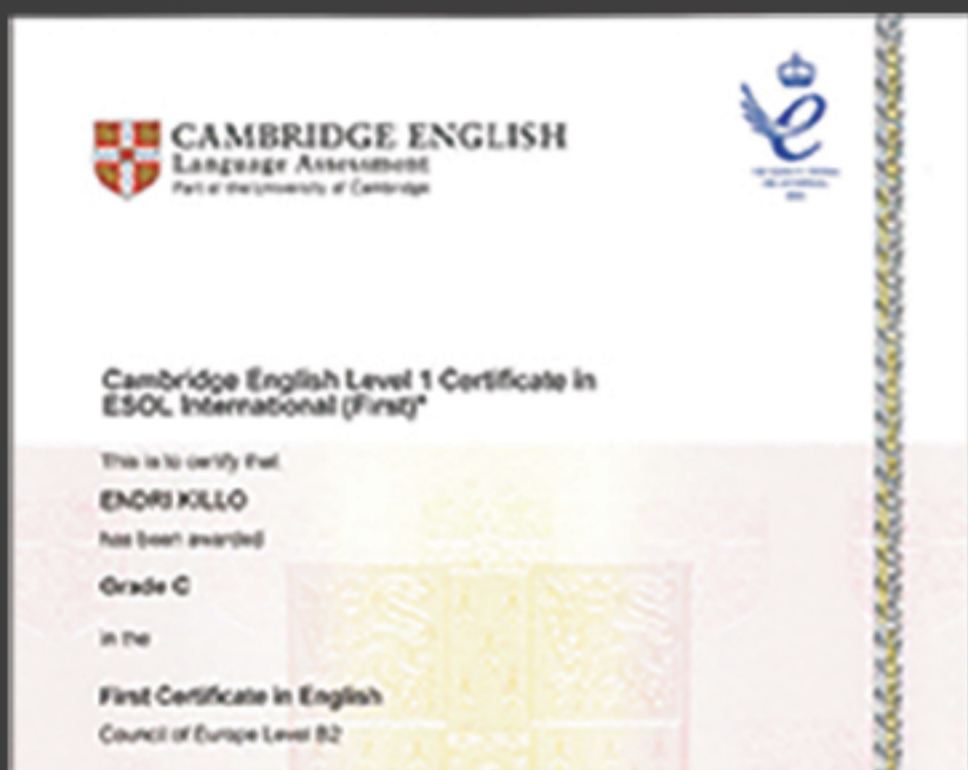 CAMBRIDGE ENGLISH
Language Assessment
Part of the University of Cambridge
Cambridge English Level 1 Certificate in
ESOL International (First)*
This is to certify that
ENDRI KILLO
has been awarded
Grade C
in the
First Certificate in English
Council of Europe Level B2